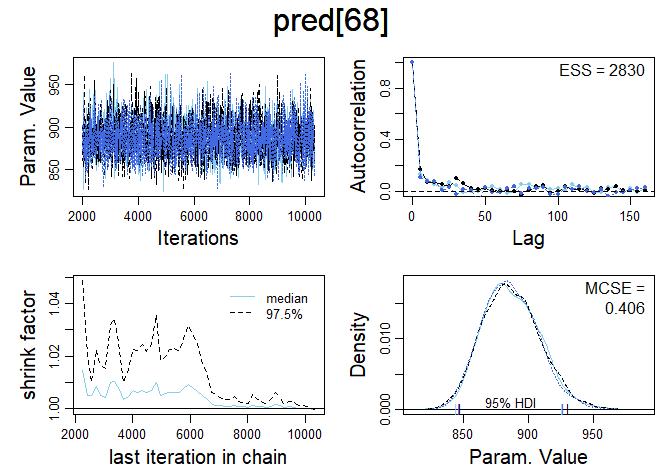 pred[68]
Param. Value
850 900 950
2000 4000 6000 8000 10000
Iterations
Autocorrelation
0.0 0.4 0.8
ESS = 2830
0 50 100 150
Lag
shrink factor
1.00 1.02 1.04
median
97.5%
2000 4000 6000 8000 10000
last iteration in chain
Density
0.000 0.010
MCSE =
0.406
95% HDI
850 900 950
Param. Value